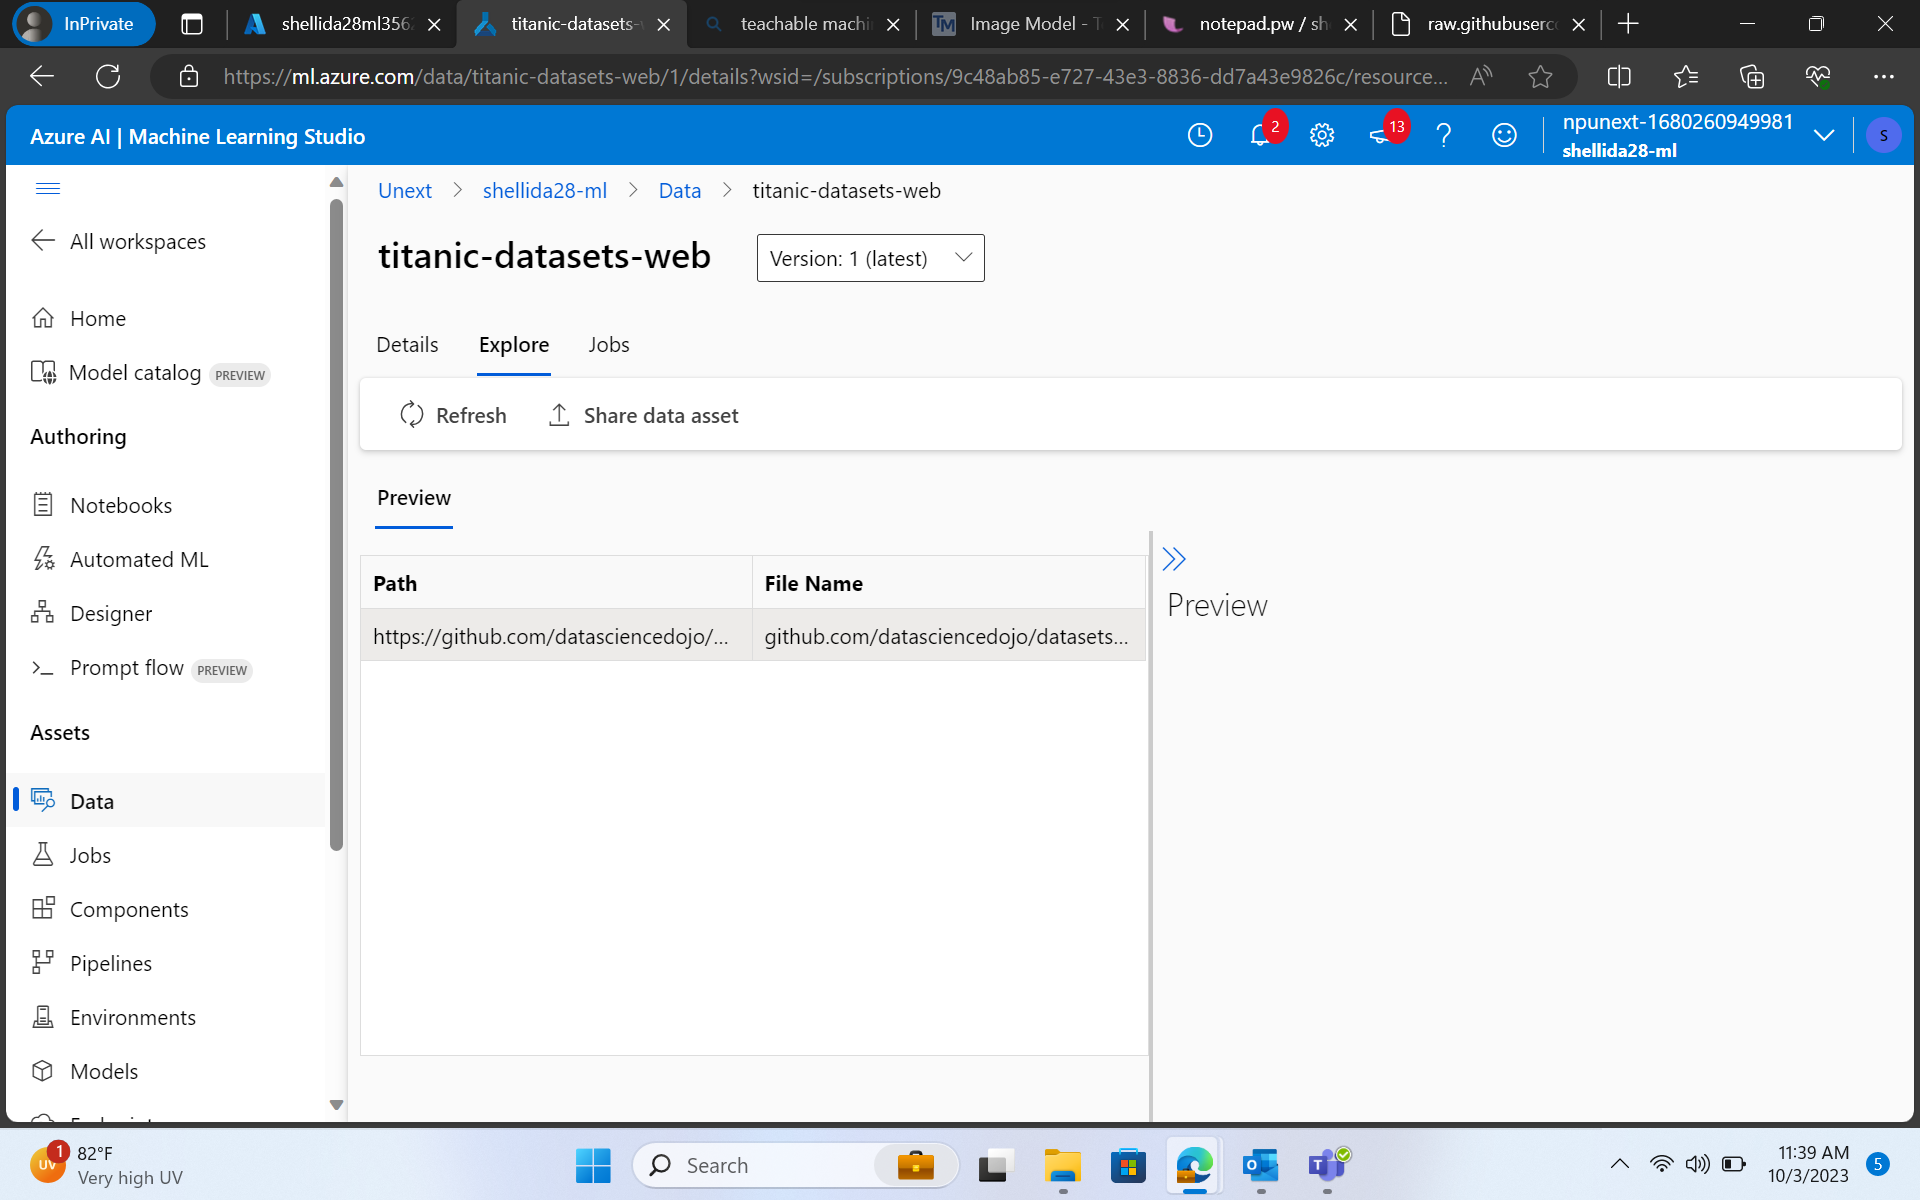 InPrivate
shellida28ml3562
titanic-datasets-
teachable machi
Image Model - T
notepad.pw / sh
raw.githubuserco
https://ml.azure.com/data/titanic-datasets-web/1/details?wsid=/subscriptions/9c48ab85-e727-43e3-8836-dd7a43e9826c/resource...
Azure AI | Machine Learning Studio
2
13
npunext-1680260949981
shellida28-ml
S
Unext > shellida28-ml > Data > titanic-datasets-web
All workspaces
titanic-datasets-web
Version: 1 (latest)
Home
Model catalog PREVIEW
Details
Explore
Jobs
Refresh
Share data asset
Authoring
Notebooks
Automated ML
Designer
Prompt flow PREVIEW
Preview
Path
File Name
https://github.com/datasciencedojo/...
github.com/datasciencedojo/datasets...
Preview
Assets
Data
Jobs
Components
Pipelines
Environments
Models
UV
1
82°F
Very high UV
Search
11:39 AM
10/3/2023
5